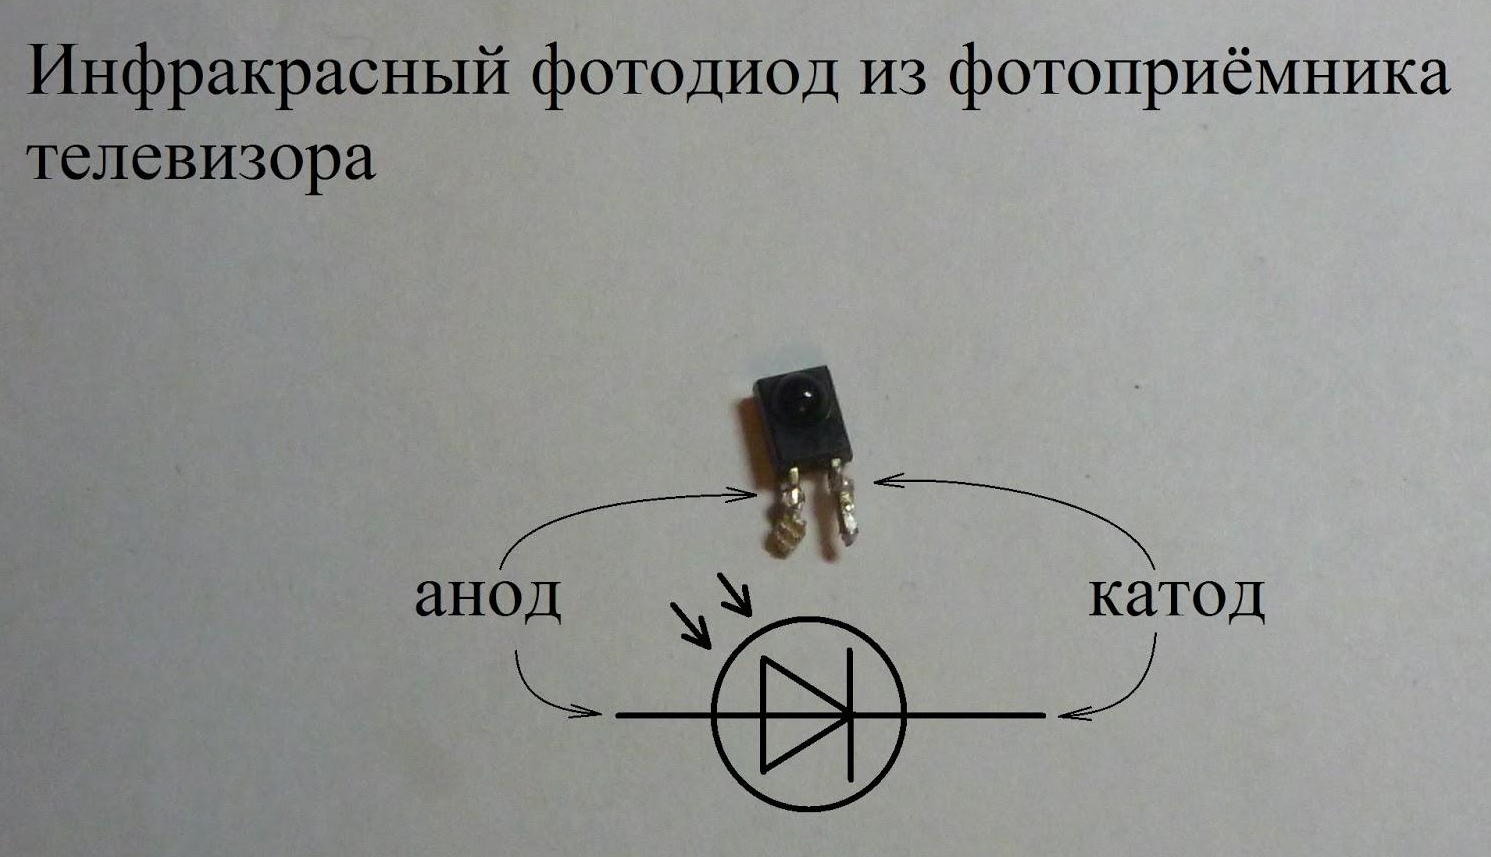 Инфракрасный фотодиод из фотоприёмника
телевизора
анод
катод